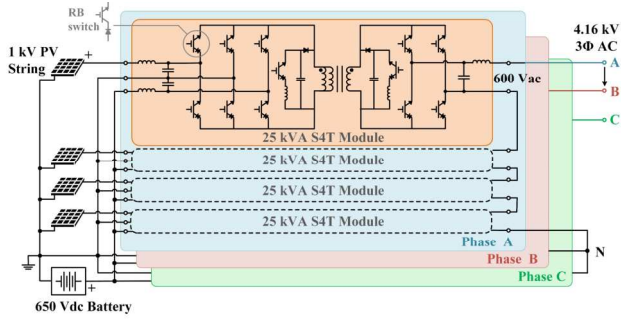 RB
switch
1 kV PV
String
+
4.16 kV
3Φ AC
A
600 Vac
B
C
25 kVA S4T Module
25 kVA S4T Module
25 kVA S4T Module
25 kVA S4T Module
Phase A
N
Phase B
Phase C
+
650 Vdc Battery